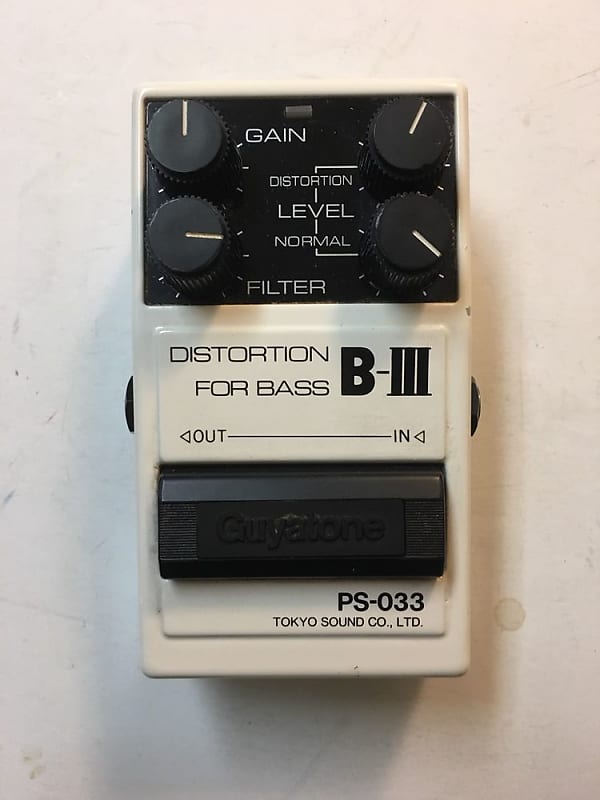 GAIN
DISTORTION
LEVEL
NORMAL
FILTER
DISTORTION
FOR BASS B-III
OUT IN
Guyatone
PS-033
TOKYO SOUND CO., LTD.